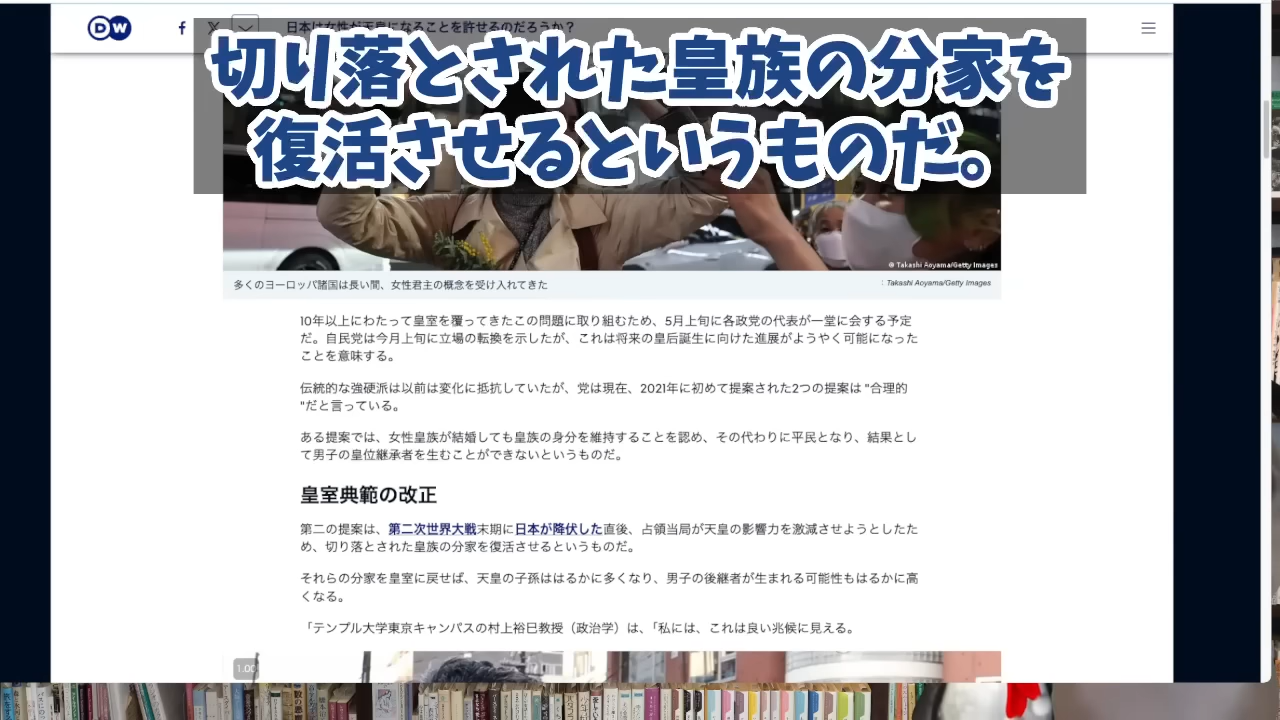 DW
日本は女性が天皇になることを許せるのだろうか？
切り落とされた皇族の分家を
復活させるというものだ。
© Takashi Aoyama/Getty Images
多くのヨーロッパ諸国は長い間、女性君主の概念を受け入れてきた
: Takashi Aoyama/Getty Images
10年以上にわたって皇室を覆ってきたこの問題に取り組むため、5月上旬に各政党の代表が一堂に会する予定
だ。自民党は今月上旬に立場の転換を示したが、これは将来の皇后誕生に向けた進展がようやく可能になった
ことを意味する。
伝統的な強硬派は以前は変化に抵抗していたが、党は現在、2021年に初めて提案された2つの提案は "合理的
"だと言っている。
ある提案では、女性皇族が結婚しても皇族の身分を維持することを認め、その代わりに平民となり、結果とし
て男子の皇位継承者を生むことができないというものだ。
皇室典範の改正
第二の提案は、第二次世界大戦末期に日本が降伏した直後、占領当局が天皇の影響力を激減させようとしたた
め、切り落とされた皇族の分家を復活させるというものだ。
それらの分家を皇室に戻せば、天皇の子孫ははるかに多くなり、男子の後継者が生まれる可能性もはるかに高
くなる。
「テンプル大学東京キャンパスの村上裕巳教授（政治学）は、「私には、これは良い兆候に見える。
1.00